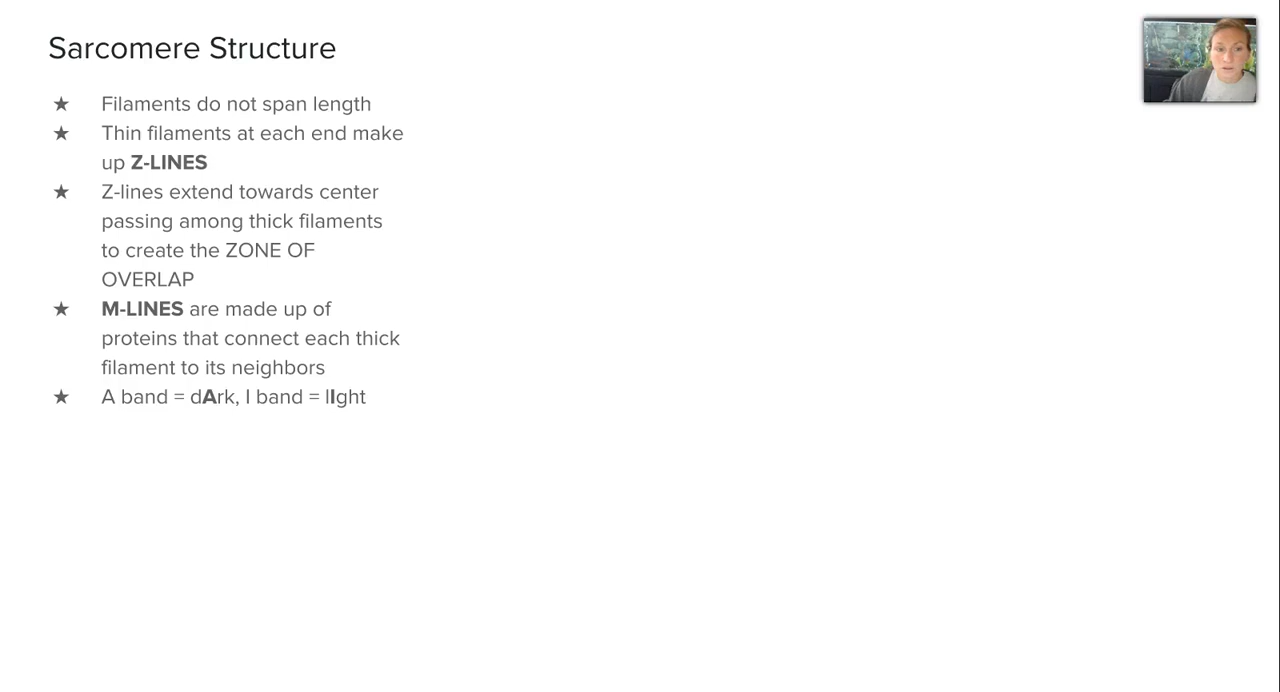 Sarcomere Structure
★ Filaments do not span length
★ Thin filaments at each end make
up Z-LINES
★ Z-lines extend towards center
passing among thick filaments
to create the ZONE OF
OVERLAP
★ M-LINES are made up of
proteins that connect each thick
filament to its neighbors
★ A band = dArk, I band = lIght